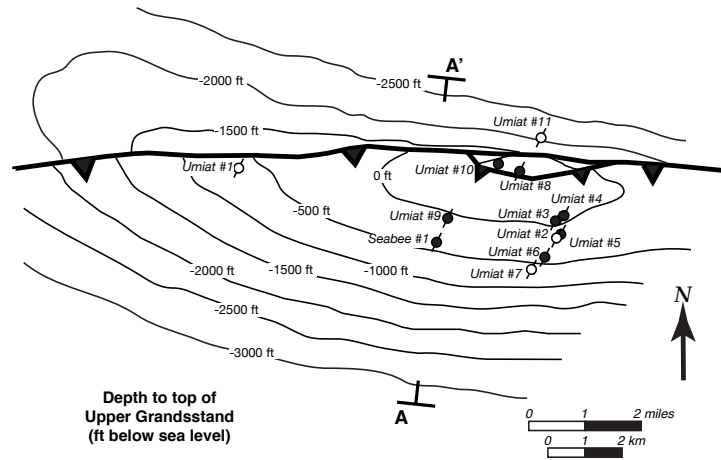 -2500 ft
A'
-2000 ft
Umiat #11
-1500 ft
Umiat #1
0 ft
Umiat #10
Umiat #8
Umiat #4
-500 ft
Umiat #9
Umiat #3
Umiat #2
Seabee #1
Umiat #5
Umiat #6
Umiat #7
-2000 ft
-1500 ft
-1000 ft
-2500 ft
N
-3000 ft
Depth to top of
Upper Grandsstand
(ft below sea level)
A
0 1 2 miles
0 1 2 km